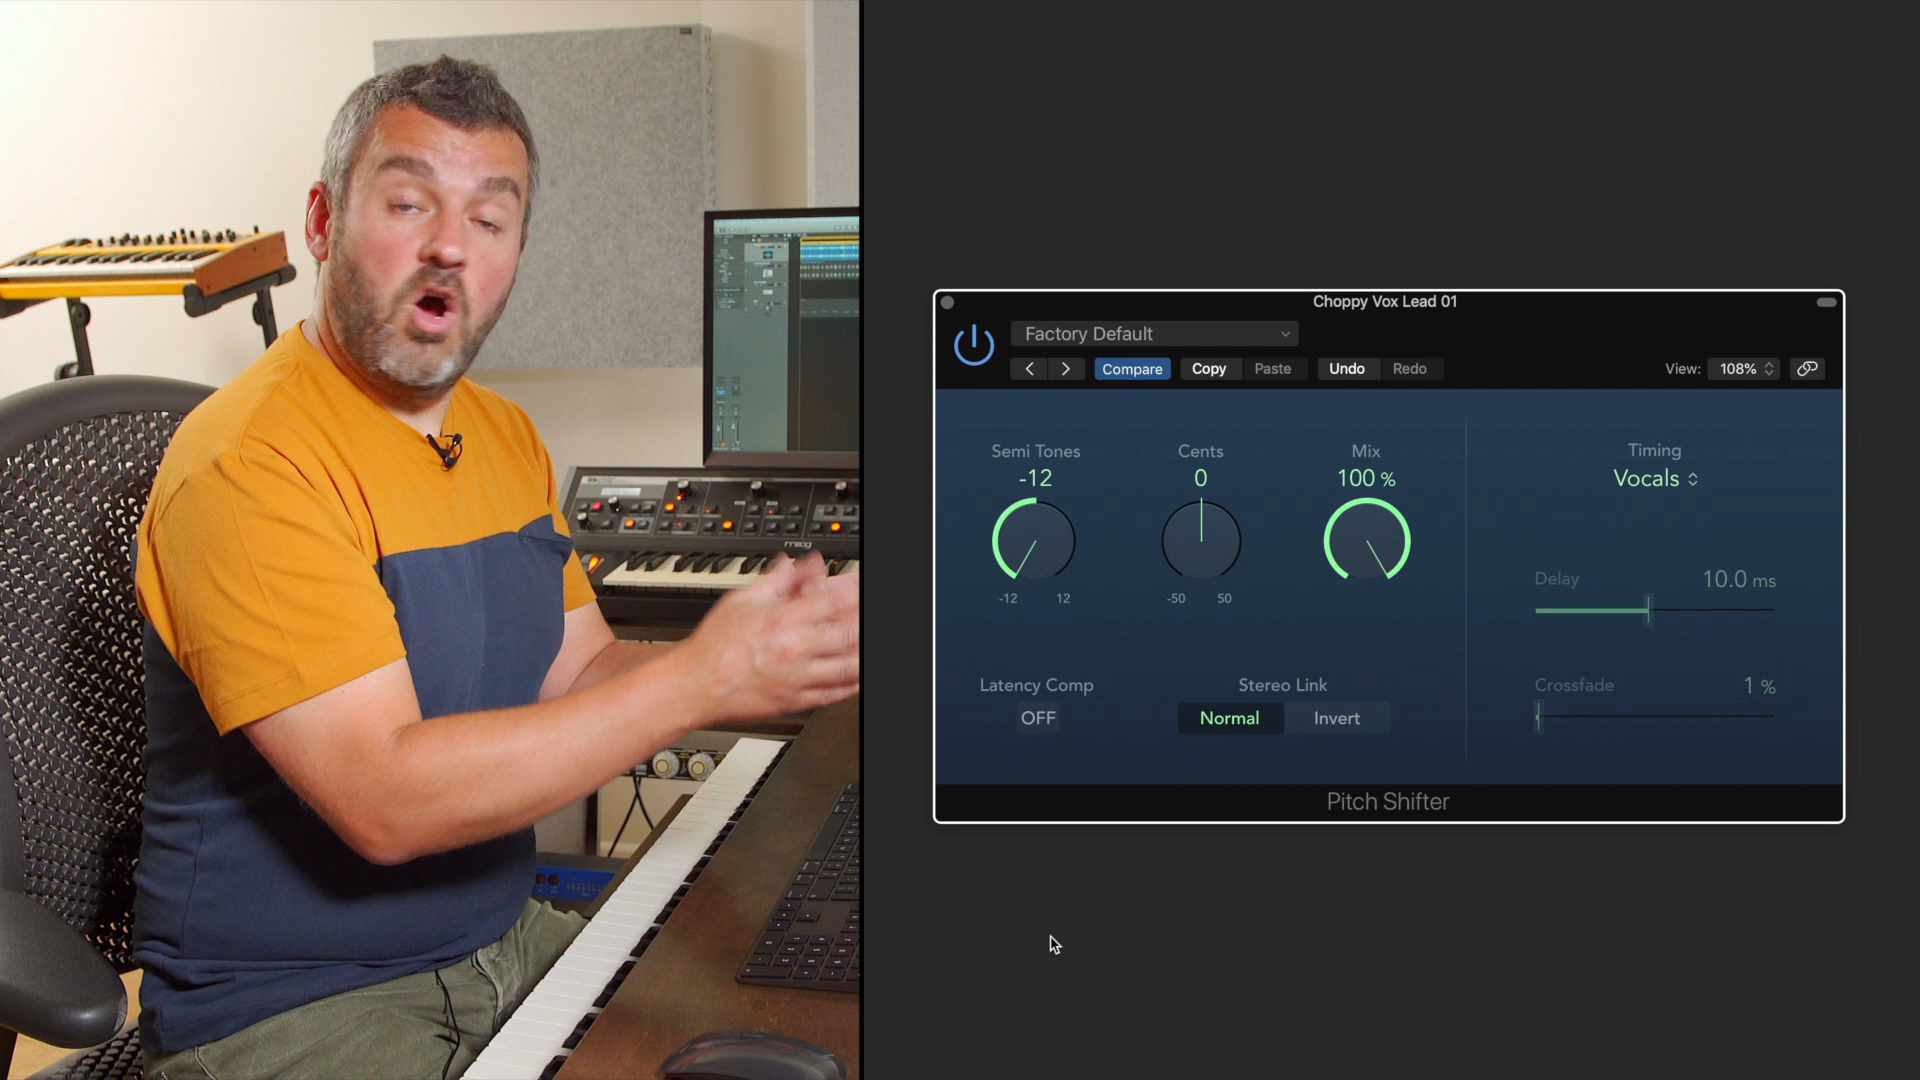 moog
Choppy Vox Lead 01
Factory Default
Compare Copy Paste Undo Redo View: 108%
Semi Tones Cents Mix Timing
-12 0 100 % Vocals
Delay 10.0 ms
-12 12 -50 50
Latency Comp Stereo Link Crossfade 1 %
OFF Normal Invert
Pitch Shifter